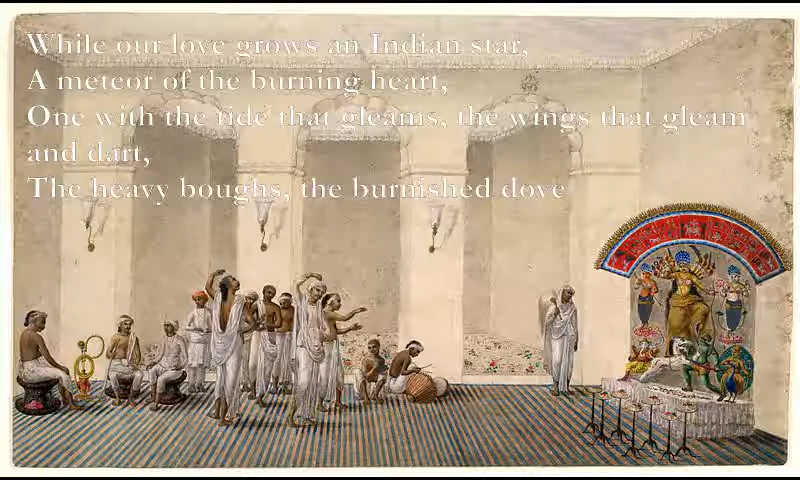 While our love grows an Indian star,
A meteor of the burning heart,
One with the tide that gleams, the wings that gleam
and dart,
The heavy boughs, the burnished dove